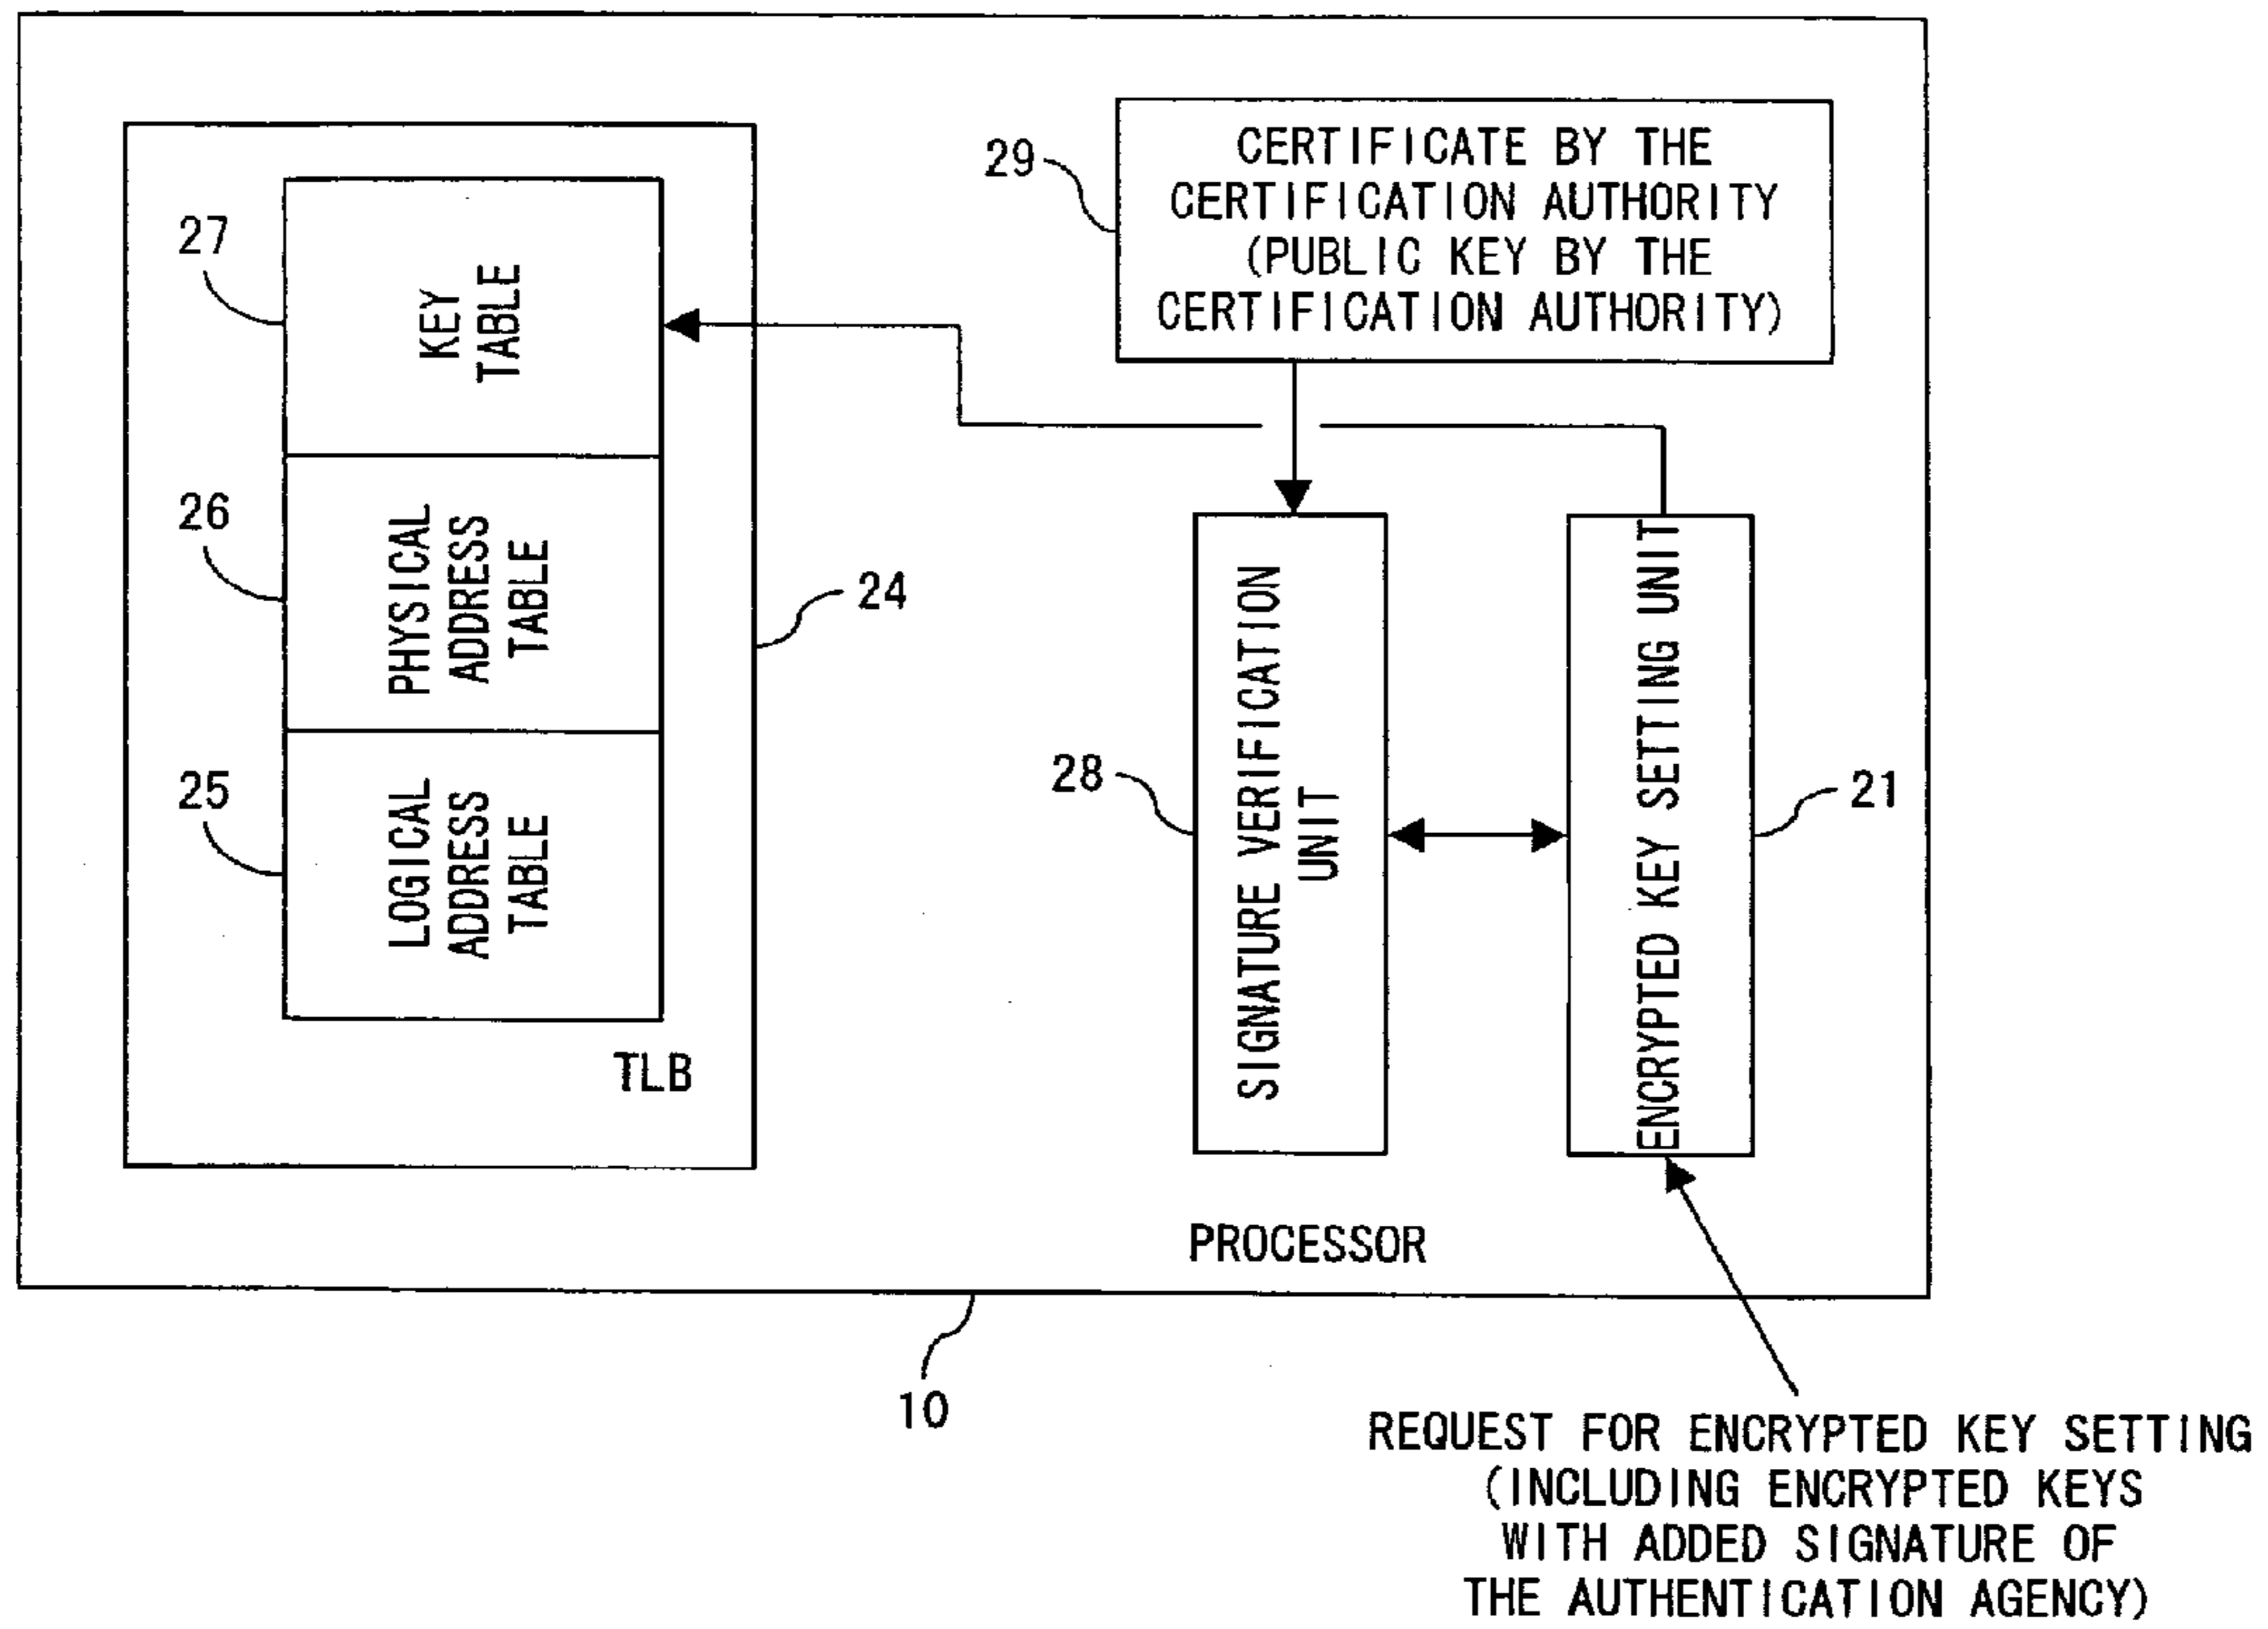 29
CERTIFICATE BY THE
CERTIFICATION AUTHORITY
(PUBLIC KEY BY THE
CERTIFICATION AUTHORITY)
27
KEY
TABLE
26
PHYSICAL
ADDRESS
TABLE
25
LOGICAL
ADDRESS
TABLE
TLB
24
28
SIGNATURE VERIFICATION
UNIT
ENCRYPTED KEY SETTING UNIT
21
PROCESSOR
10
REQUEST FOR ENCRYPTED KEY SETTING
(INCLUDING ENCRYPTED KEYS
WITH ADDED SIGNATURE OF
THE AUTHENTICATION AGENCY)